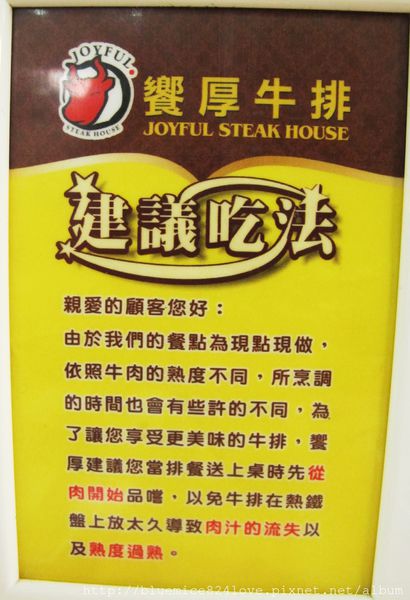 JOYFUL
STEAK HOUSE
饗厚牛排
JOYFUL STEAK HOUSE
建議吃法
親愛的顧客您好：
由於我們的餐點為現點現做，
依照牛肉的熟度不同，所烹調
的時間也會有些許的不同，為
了讓您享受更美味的牛排，饗
厚建議您當排餐送上桌時先從
肉開始品嚐，以免牛排在熱鐵
盤上放太久導致肉汁的流失以
及熟度過熟。
http://bluemice824love.pixnet.net/album